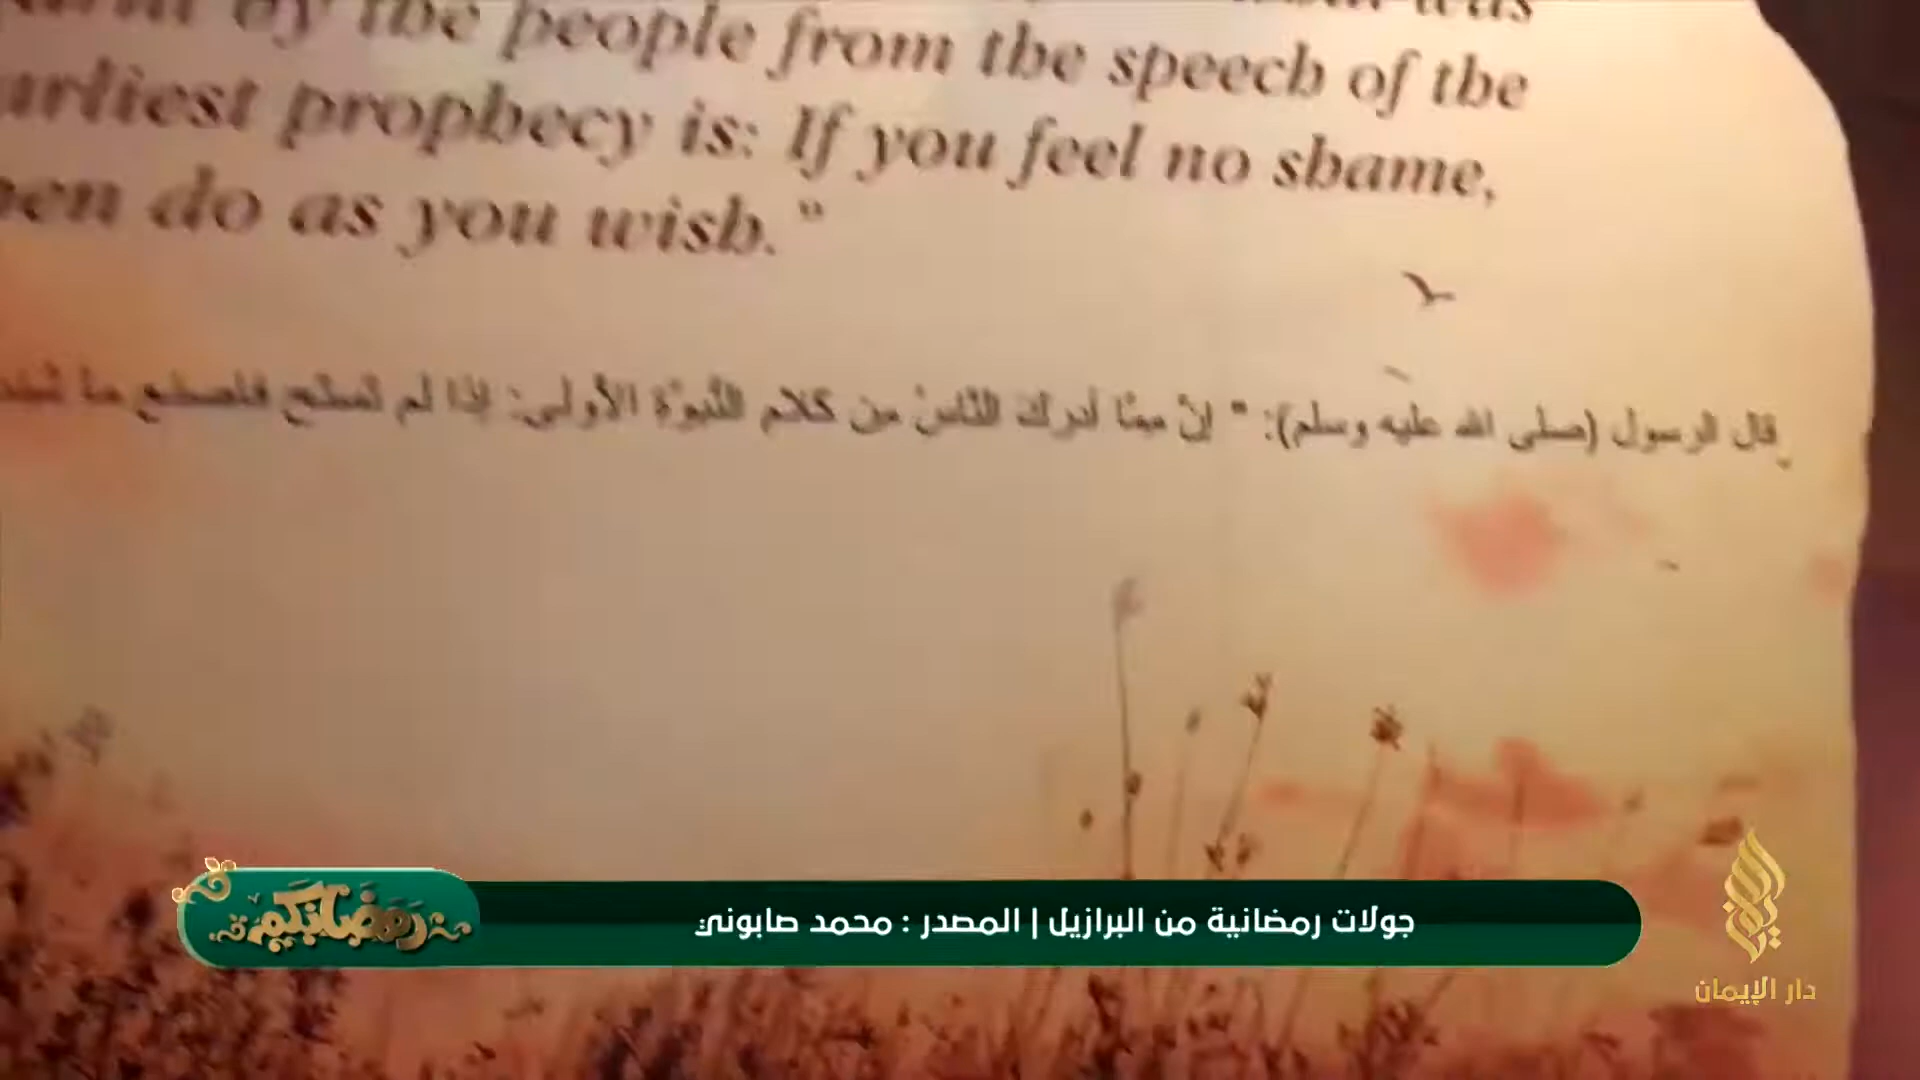 by the people from the speech of the
earliest prophecy is: If you feel no shame,
then do as you wish."
قال الرسول (صلى الله عليه وسلم): " إنّ ممّا أدرك النّاسُ من كلام النّبوّة الأولى: إذا لم تستح فاصنع ما
رمضانكم
جولات رمضانية من البرازيل | المصدر : محمد صابوني
دار الإيمان